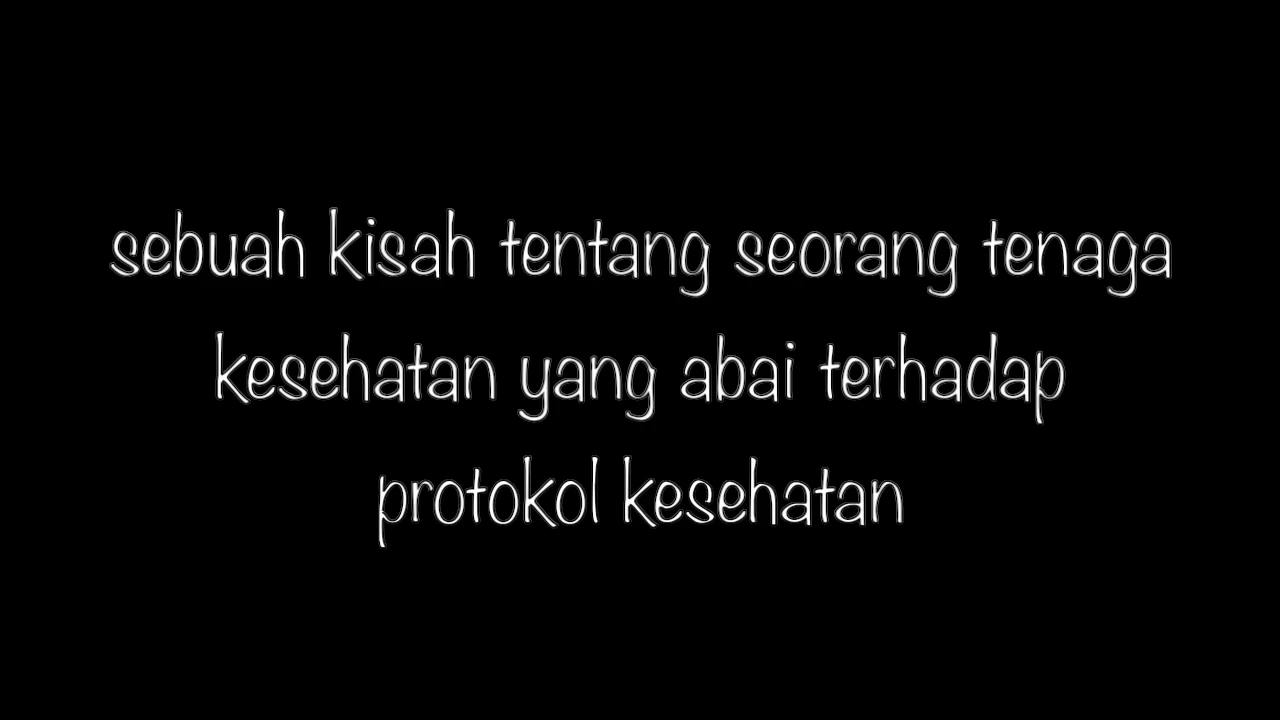 sebuah kisah tentang seorang tenaga
kesehatan yang abai terhadap
protokol kesehatan